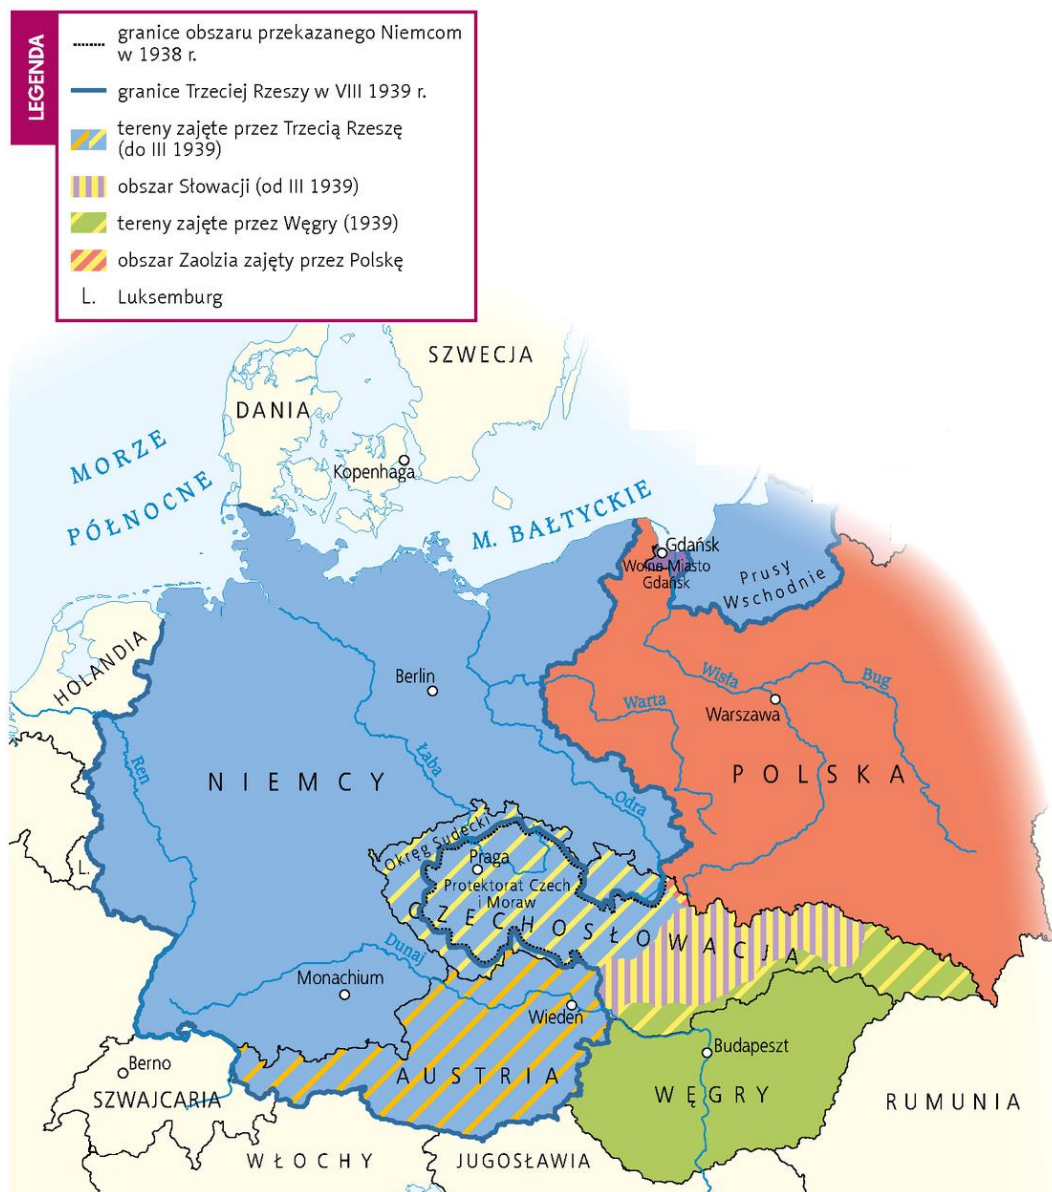 LEGENDA
granice obszaru przekazanego Niemcom
w 1938 r.
granice Trzeciej Rzeszy w VIII 1939 r.
tereny zajęte przez Trzecią Rzeszę
(do III 1939)
obszar Słowacji (od III 1939)
tereny zajęte przez Węgry (1939)
obszar Zaolzia zajęty przez Polskę
L. Luksemburg
SZWECJA
DANIA
MORZE
PÓŁNOCNE
Kopenhaga
M. BAŁTYCKIE
Gdańsk
Wolne Miasto
Gdańsk
Prusy
Wschodnie
HOLANDIA
Berlin
Wisła
Bug
Warta
Warszawa
Ren
Łaba
NIEMCY
POLSKA
Odra
Okręg Sudecki
Praga
L.
Protektorat Czech
i Moraw
CZECHOSŁOWACJA
Dunaj
Monachium
Wiedeń
Budapeszt
Berno
AUSTRIA
SZWAJCARIA
WĘGRY
RUMUNIA
WŁOCHY
JUGOSŁAWIA